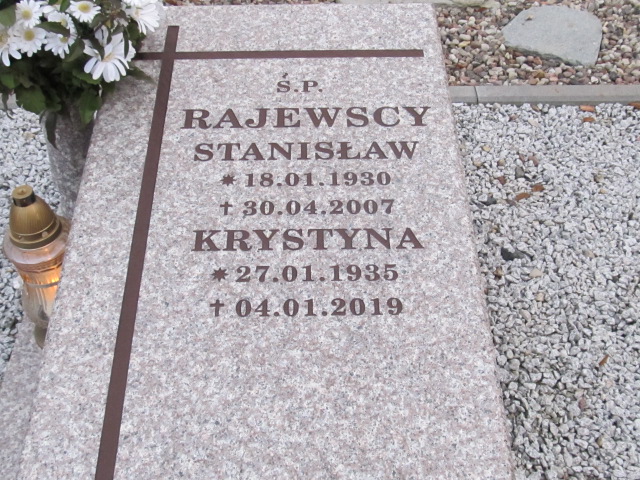 Ś.P.
RAJEWSCY
STANISŁAW
* 18.01.1930
† 30.04.2007
KRYSTYNA
* 27.01.1935
† 04.01.2019